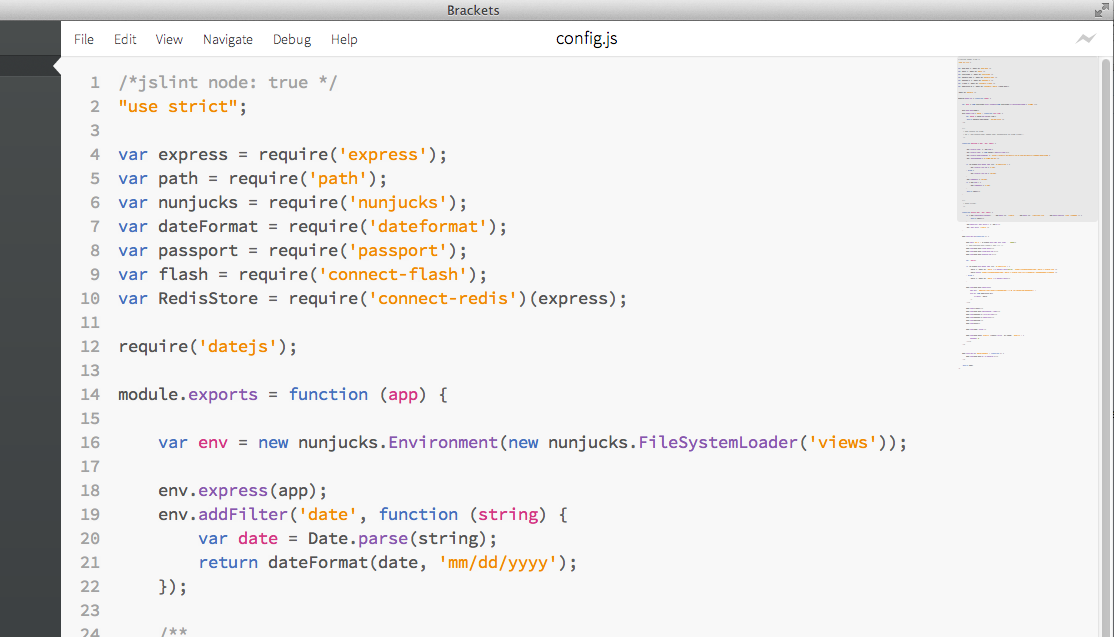 Brackets
File Edit View Navigate Debug Help config.js
1 /*jslint node: true */
2 "use strict";
3
4 var express = require('express');
5 var path = require('path');
6 var nunjucks = require('nunjucks');
7 var dateFormat = require('dateformat');
8 var passport = require('passport');
9 var flash = require('connect-flash');
10 var RedisStore = require('connect-redis')(express);
11
12 require('datejs');
13
14 module.exports = function (app) {
15
16     var env = new nunjucks.Environment(new nunjucks.FileSystemLoader('views'));
17
18     env.express(app);
19     env.addFilter('date', function (string) {
20         var date = Date.parse(string);
21         return dateFormat(date, 'mm/dd/yyyy');
22     });
23
24     /**